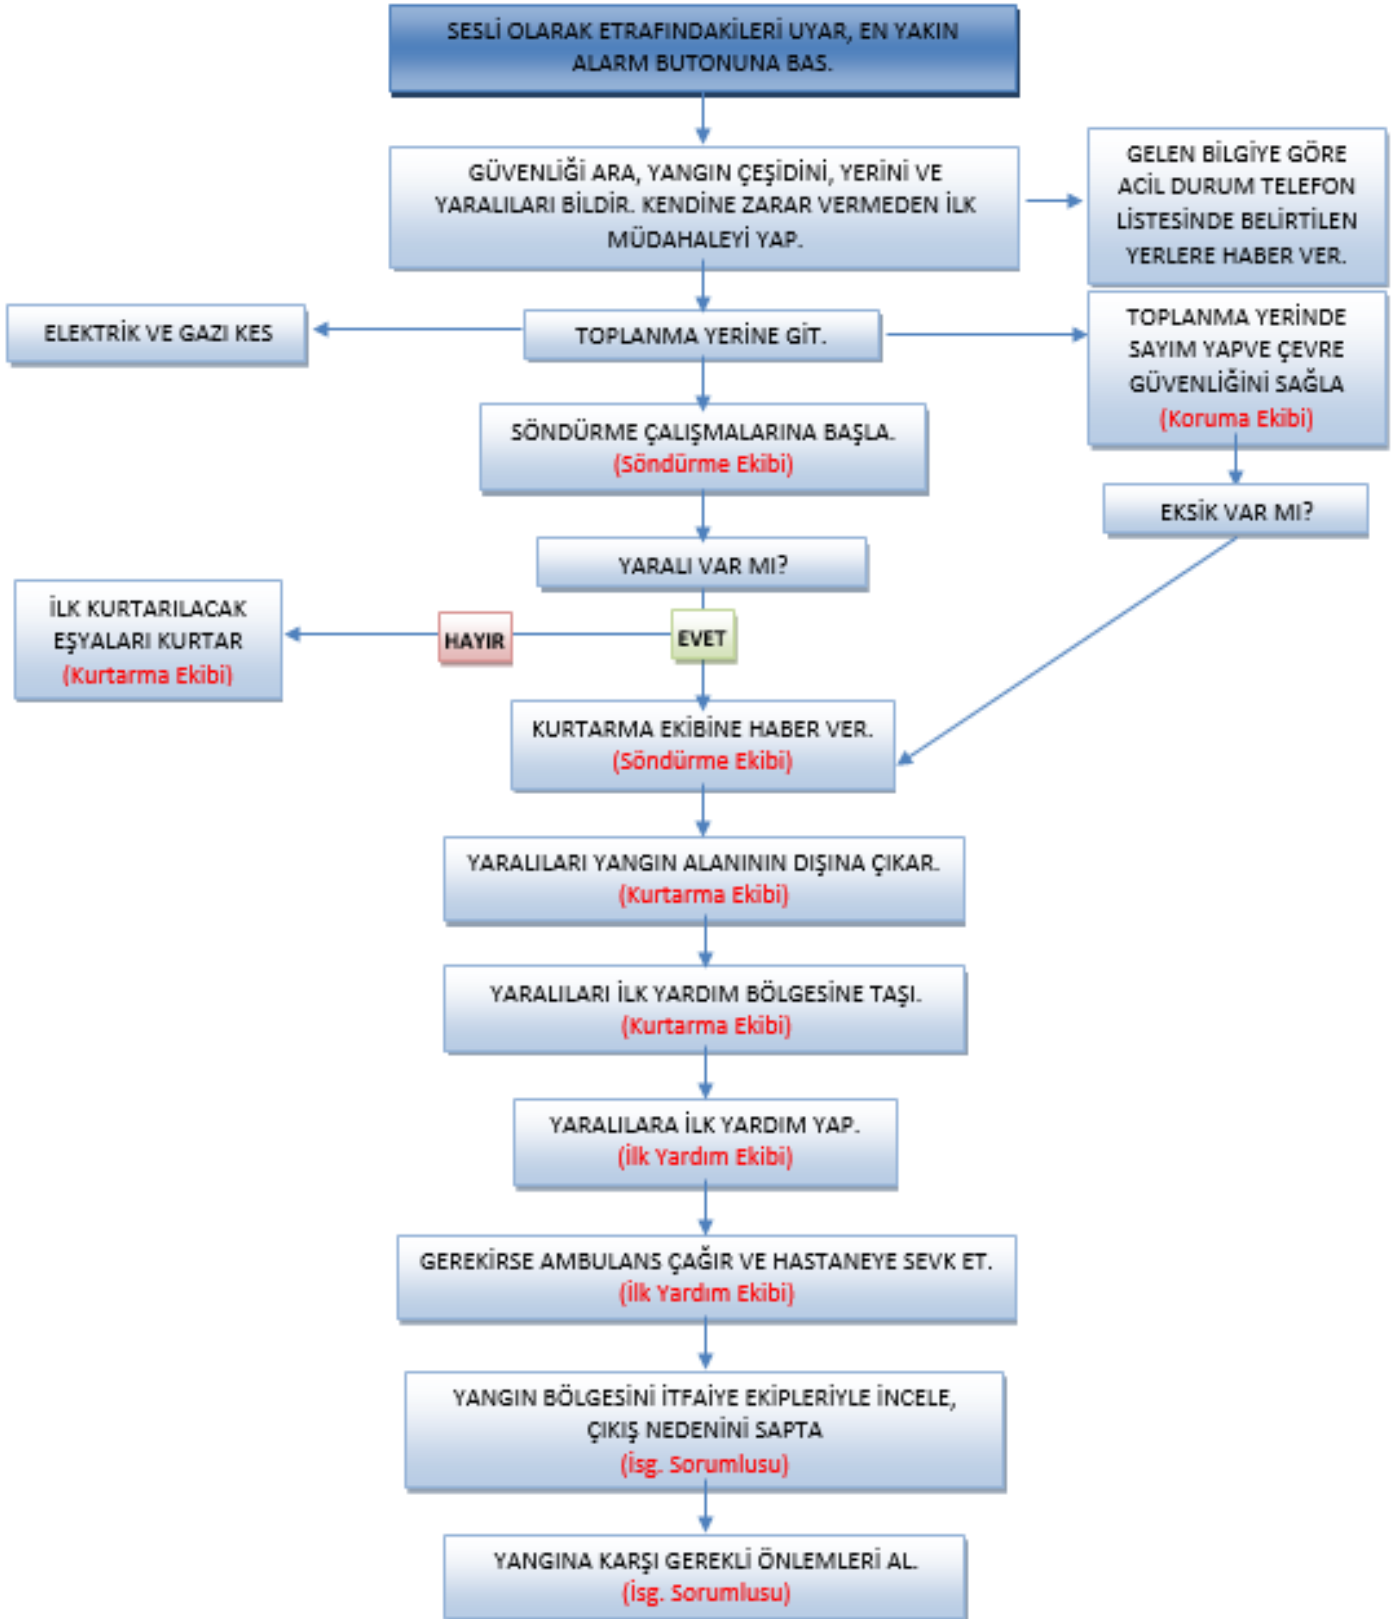 SESLİ OLARAK ETRAFINDAKİLERİ UYAR, EN YAKIN
ALARM BUTONUNA BAS.
GÜVENLİĞİ ARA, YANGIN ÇEŞİDİNİ, YERİNİ VE
YARALILARI BİLDİR. KENDİNE ZARAR VERMEDEN İLK
MÜDAHALEYİ YAP.
GELEN BİLGİYE GÖRE
ACİL DURUM TELEFON
LİSTESİNDE BELİRTİLEN
YERLERE HABER VER.
ELEKTRİK VE GAZI KES
TOPLANMA YERİNE GİT.
TOPLANMA YERİNDE
SAYIM YAPVE ÇEVRE
GÜVENLİĞİNİ SAĞLA
(Koruma Ekibi)
SÖNDÜRME ÇALIŞMALARINA BAŞLA.
(Söndürme Ekibi)
EKSİK VAR MI?
YARALI VAR MI?
İLK KURTARILACAK
EŞYALARI KURTAR
(Kurtarma Ekibi)
HAYIR
EVET
KURTARMA EKİBİNE HABER VER.
(Söndürme Ekibi)
YARALILARI YANGIN ALANININ DIŞINA ÇIKAR.
(Kurtarma Ekibi)
YARALILARI İLK YARDIM BÖLGESİNE TAŞI.
(Kurtarma Ekibi)
YARALILARA İLK YARDIM YAP.
(İlk Yardım Ekibi)
GEREKİRSE AMBULANS ÇAĞIR VE HASTANEYE SEVK ET.
(İlk Yardım Ekibi)
YANGIN BÖLGESİNİ İTFAİYE EKİPLERİYLE İNCELE,
ÇIKIŞ NEDENİNİ SAPTA
(İsg. Sorumlusu)
YANGINA KARŞI GEREKLİ ÖNLEMLERİ AL.
(İsg. Sorumlusu)